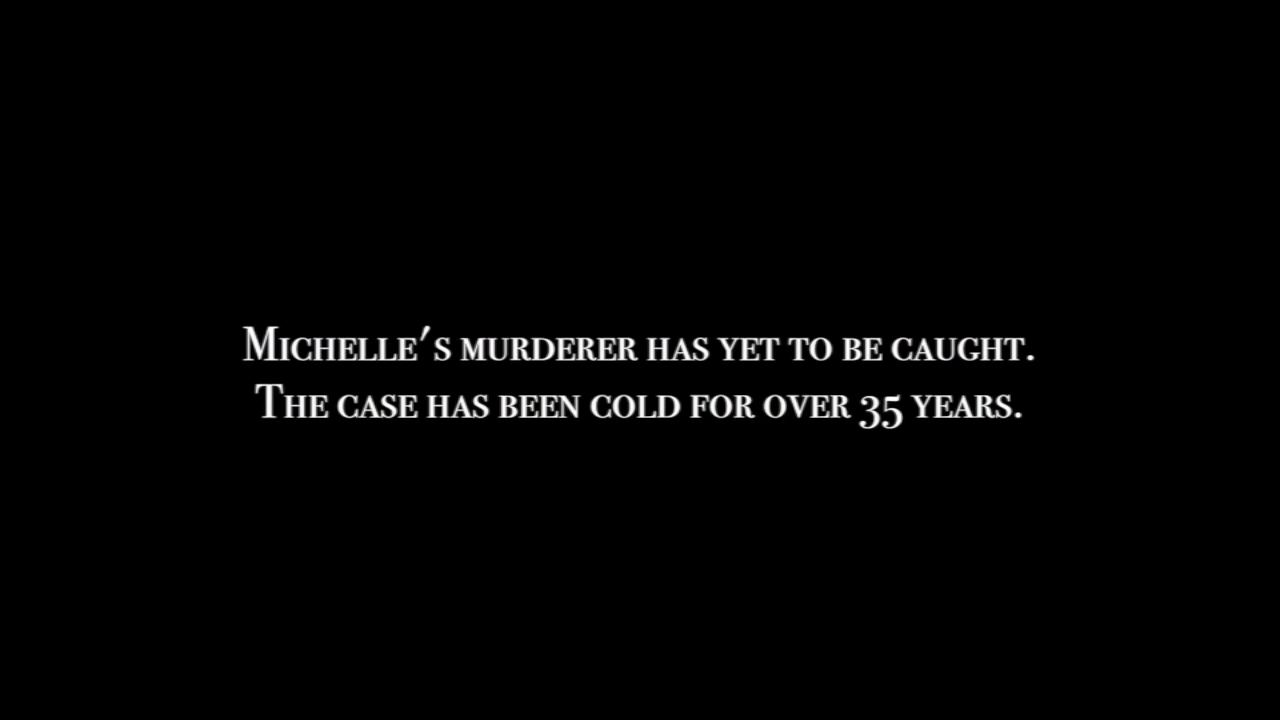 Michelle's murderer has yet to be caught.
The case has been cold for over 35 years.